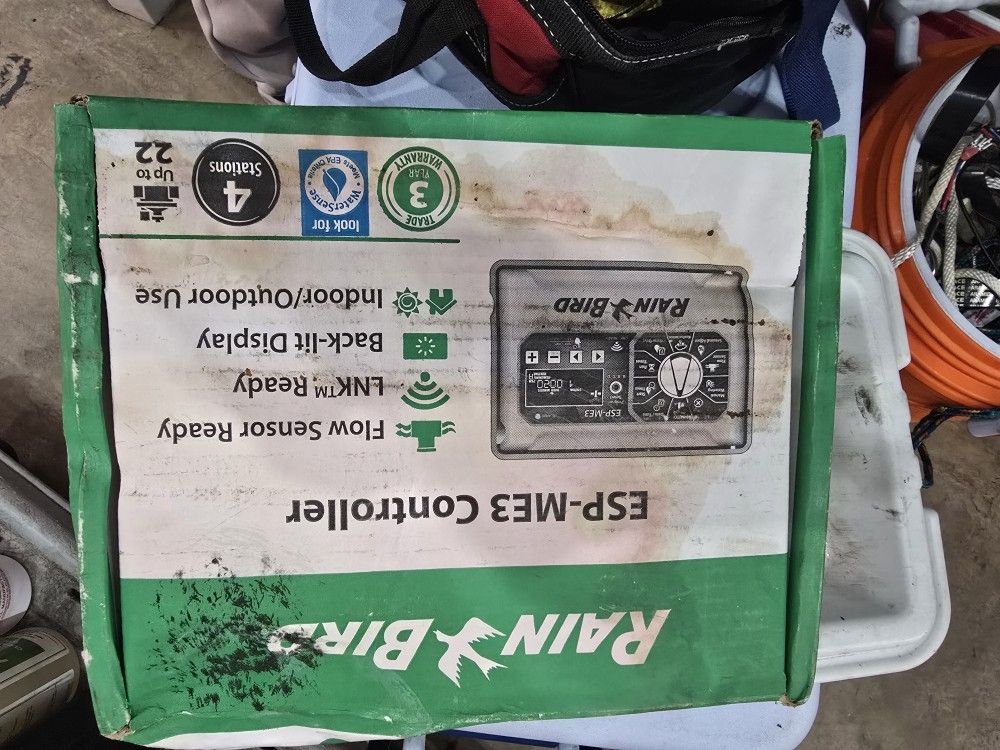 RAIN BIRD
ESP-ME3 Controller
Flow Sensor Ready
LNK™ Ready
Back-lit Display
Indoor/Outdoor Use
ESP-ME3
RAIN BIRD
3
YEAR
TRADE
WARRANTY
look for
WaterSense
Meets EPA Criteria
4
Stations
Up to
22